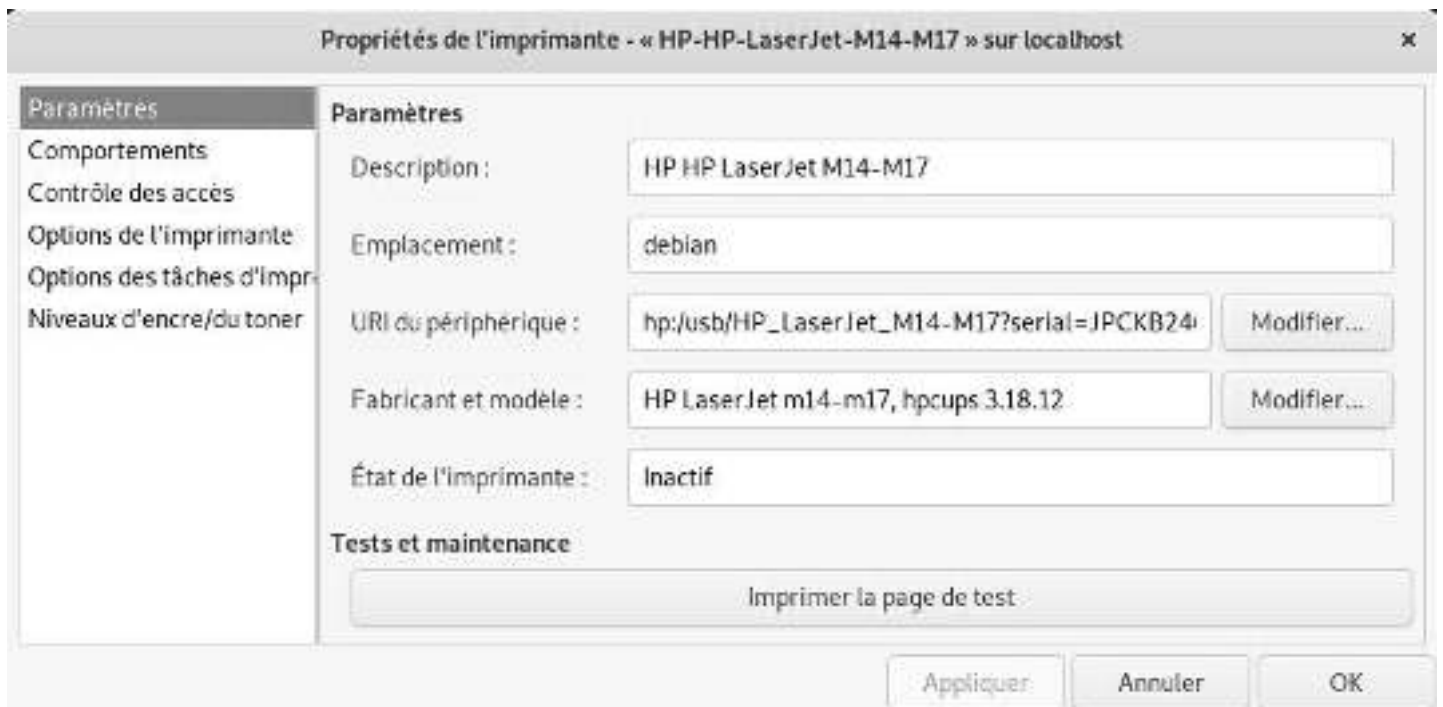 Propriétés de l'imprimante - « HP-HP-LaserJet-M14-M17 » sur localhost ×
Paramètres
Comportements
Contrôle des accès
Options de l'imprimante
Options des tâches d'impr
Niveaux d'encre/du toner
Paramètres
Description : HP HP LaserJet M14-M17
Emplacement : debian
URI du périphérique : hp:/usb/HP_LaserJet_M14-M17?serial=JPCKB24 Modifier...
Fabricant et modèle : HP LaserJet m14-m17, hpcups 3.18.12 Modifier...
État de l'imprimante : Inactif
Tests et maintenance
Imprimer la page de test
Appliquer Annuler OK